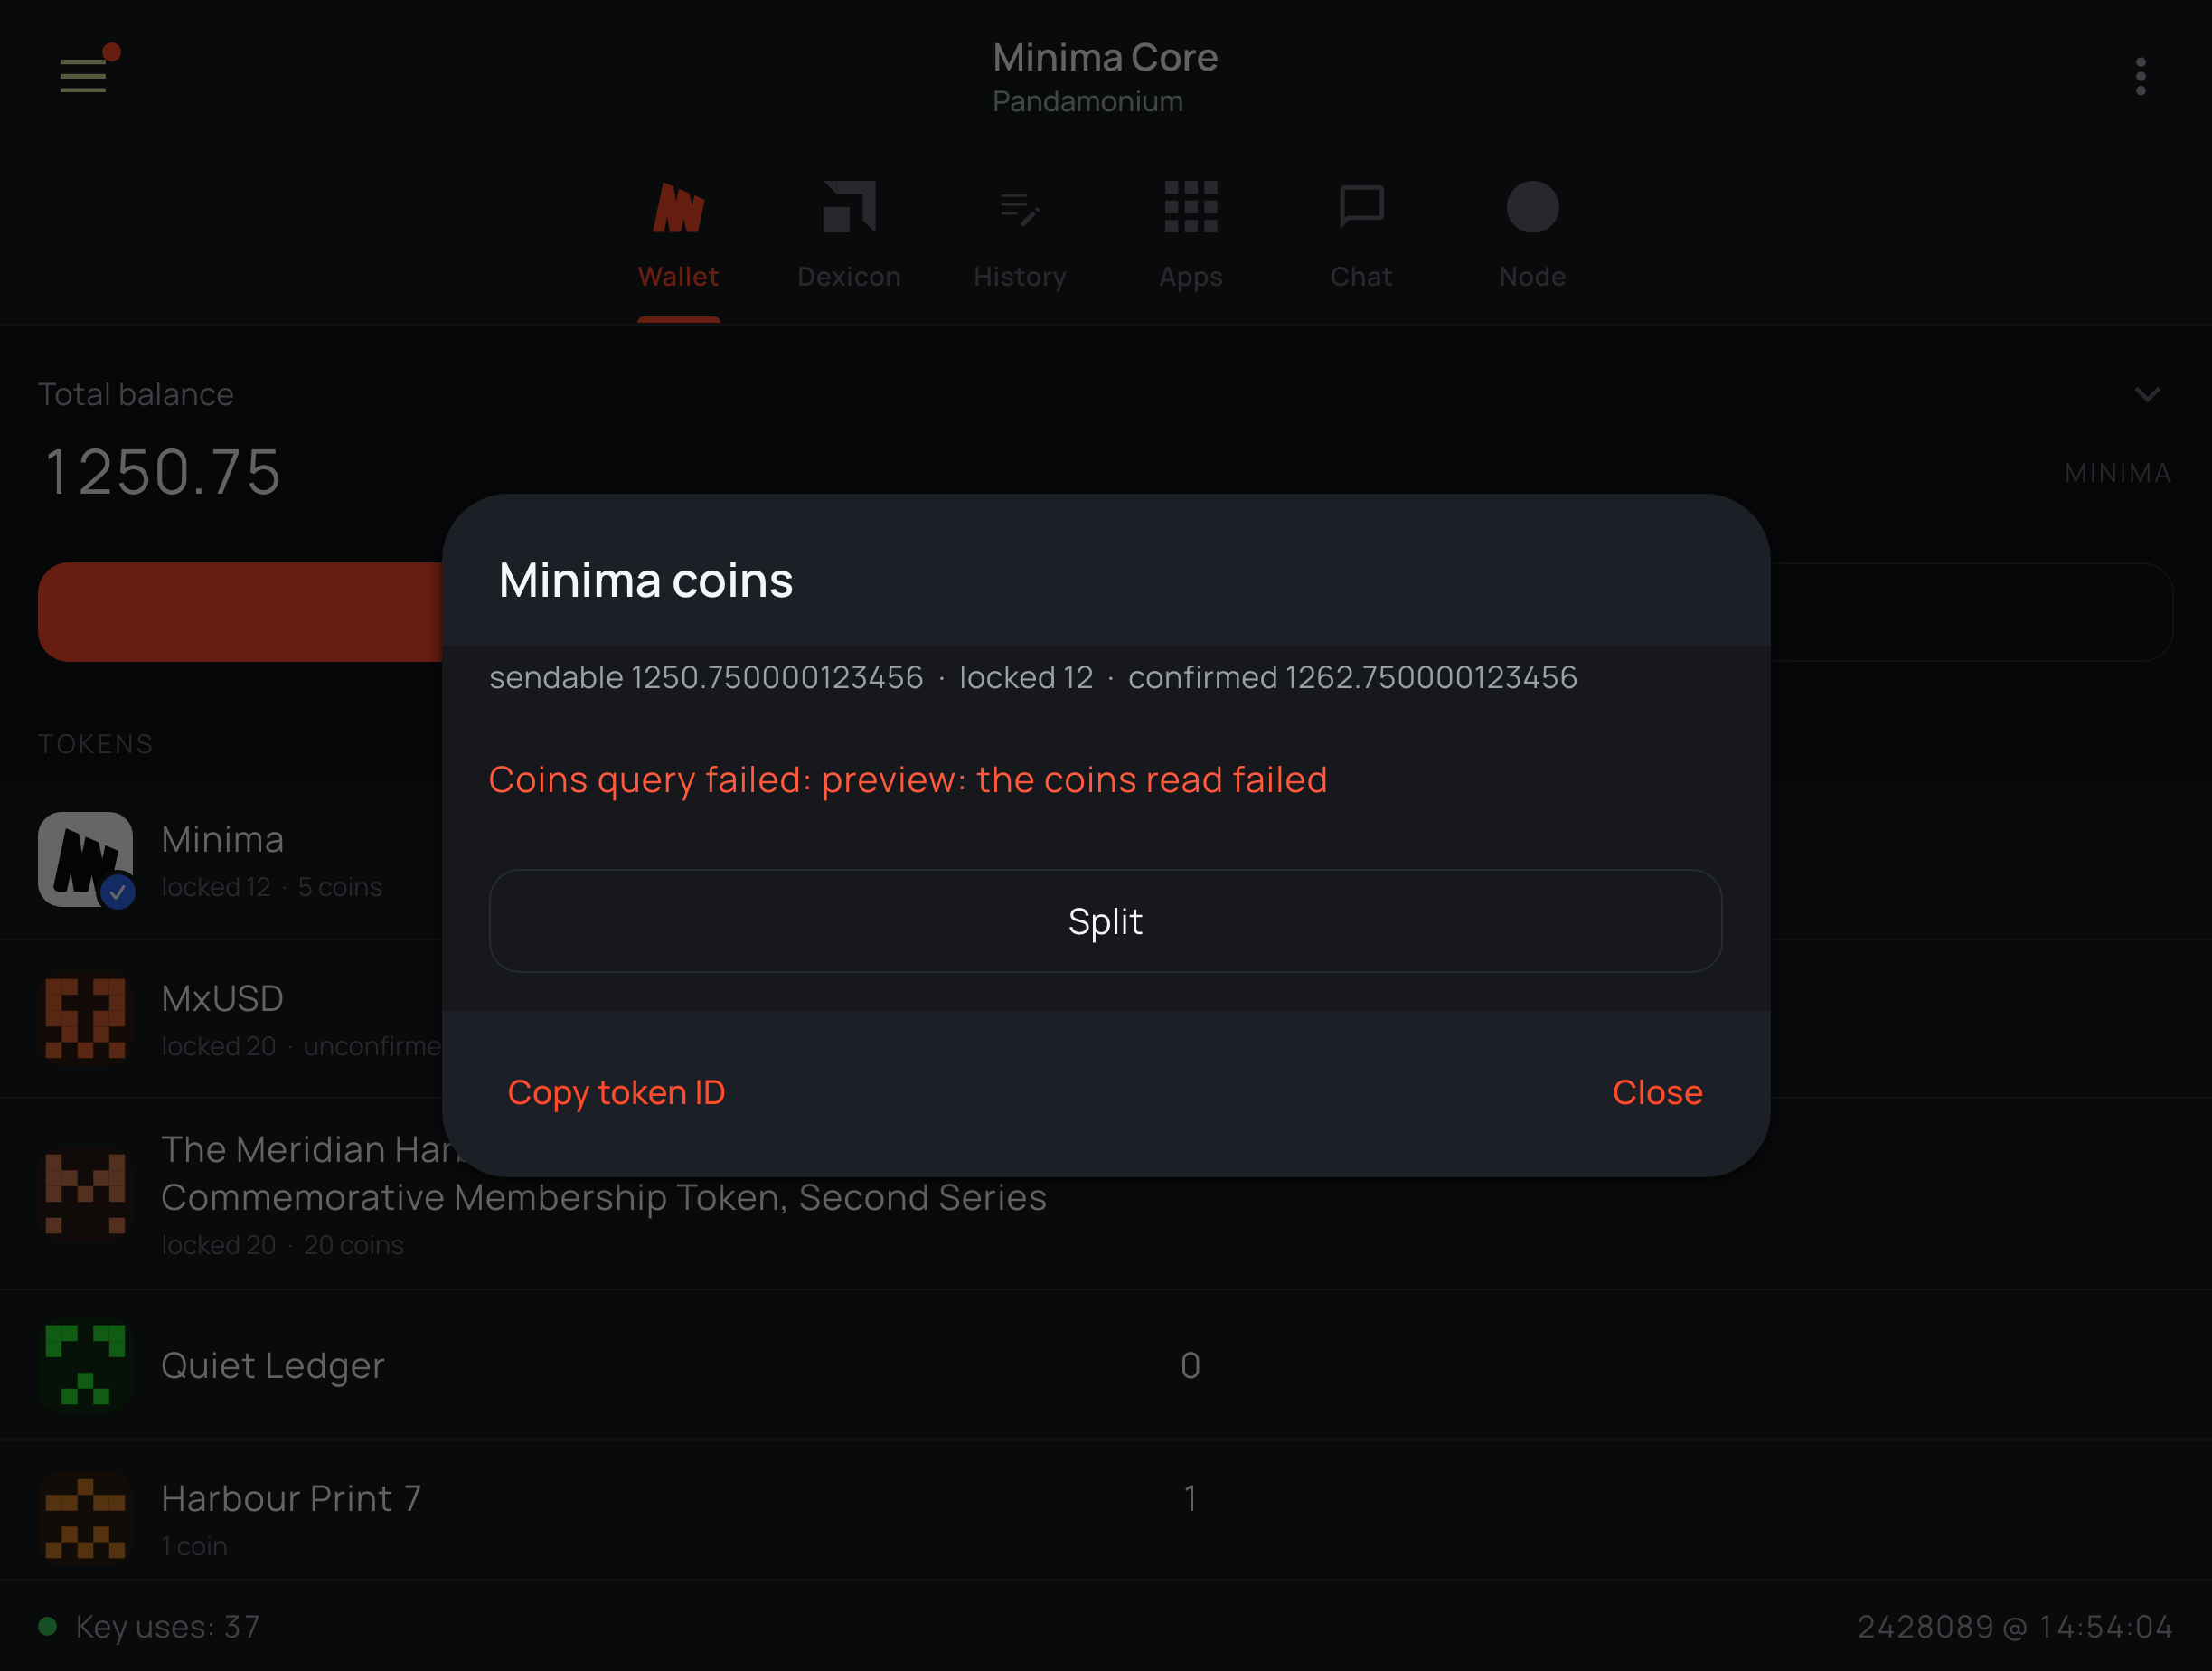 Minima Core
Pandamonium
Wallet
Dexicon
History
Apps
Chat
Node
Total balance
1250.75
MINIMA
Minima coins
sendable 1250.750000123456 · locked 12 · confirmed 1262.750000123456
Coins query failed: preview: the coins read failed
Split
Copy token ID
Close
TOKENS
Minima
locked 12 · 5 coins
MxUSD
locked 20 ·
The Meridian
Commemorative Membership Token, Second Series
locked 20 · 20 coins
Quiet Ledger
0
Harbour Print 7
1
1 coin
Key uses: 37
2428089 @ 14:54:04